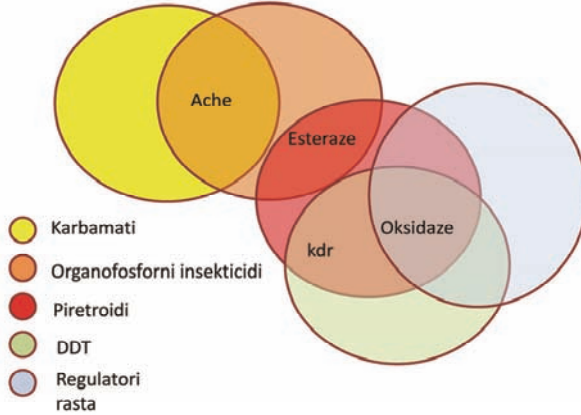 Ache
Esteraze
kdr
Oksidaze
Karbamati
Organofosforni insekticidi
Piretroidi
DDT
Regulatori
rasta